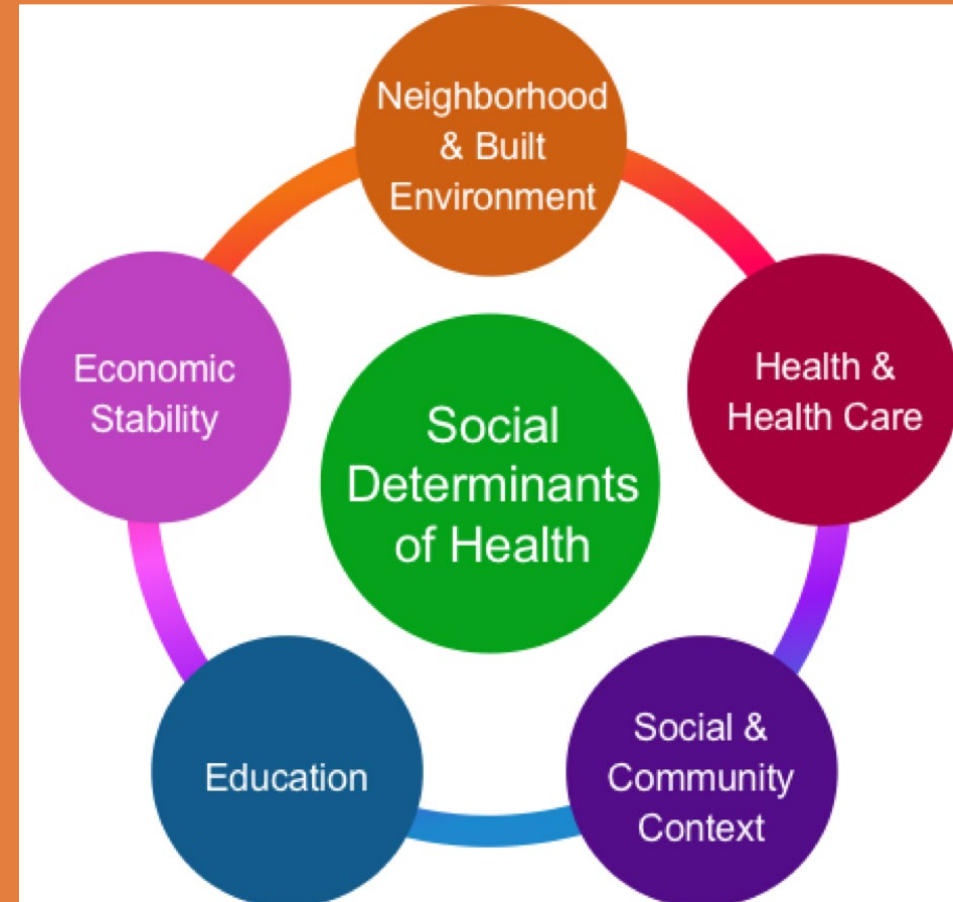 Neighborhood
& Built
Environment
Economic
Stability
Health &
Health Care
Social
Determinants
of Health
Education
Social &
Community
Context